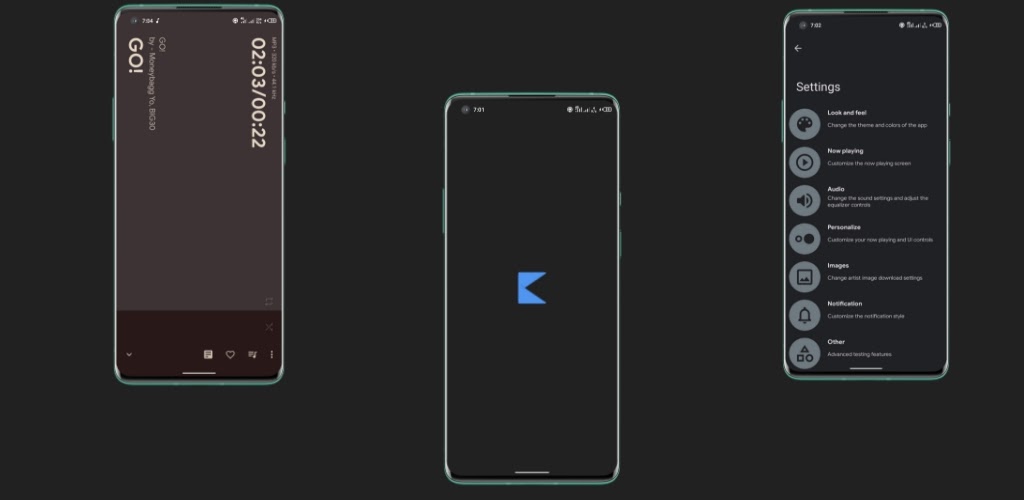 7:04
GO!
by - Moneybagg Yo, BIG30
GO!
MP3 • 320 kb/s • 44.1 kHz
02:03/00:22
7:01
7:03
Settings
Look and feel
Change the theme and colors of the app
Now playing
Customize the now playing screen
Audio
Change the sound settings and adjust the
equalizer controls
Personalize
Customize your now playing and UI controls
Images
Change artist image download settings
Notification
Customize the notification style
Other
Advanced testing features